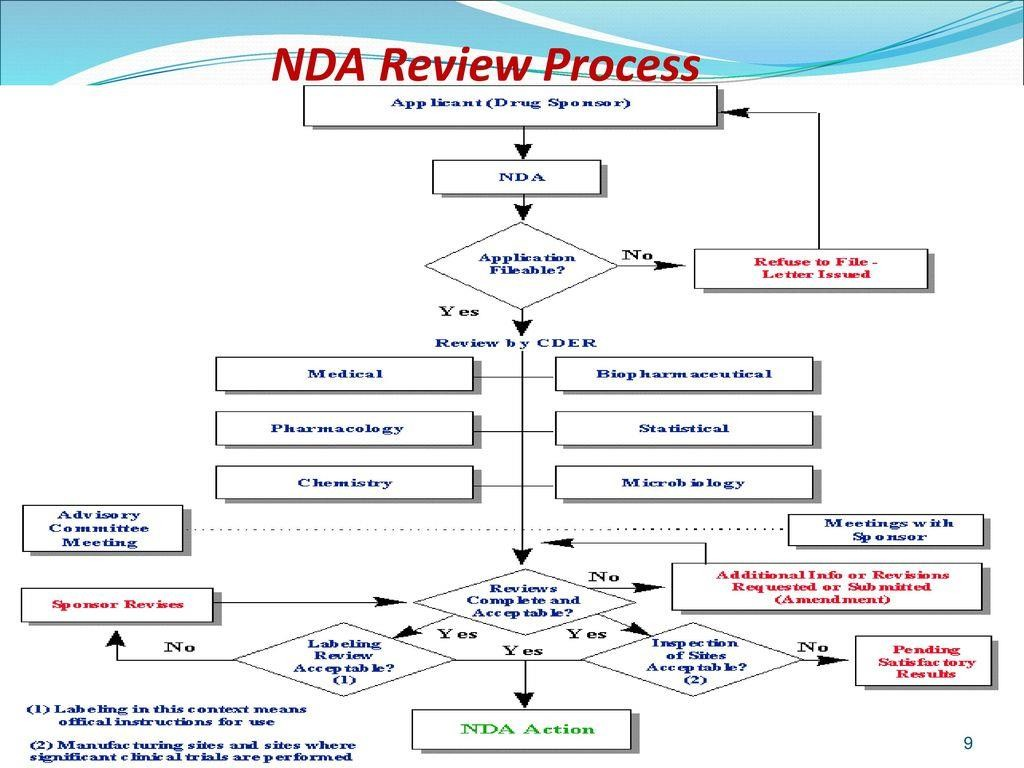 NDA Review Process
Applicant (Drug Sponsor)
NDA
Application
Fileable?
No
Refuse to File -
Letter Issued
Yes
Review by CDER
Medical
Biopharmaceutical
Pharmacology
Statistical
Chemistry
Microbiology
Advisory
Committee
Meeting
Meetings with
Sponsor
Reviews
Complete and
Acceptable?
No
Additional Info or Revisions
Requested or Submitted
(Amendment)
Sponsor Revises
Yes
Yes
No
Labeling
Review
Acceptable?
(1)
Yes
Inspection
of Sites
Acceptable?
(2)
No
Pending
Satisfactory
Results
NDA Action
(1) Labeling in this context means
offical instructions for use
(2) Manufacturing sites and sites where
significant clinical trials are performed
9